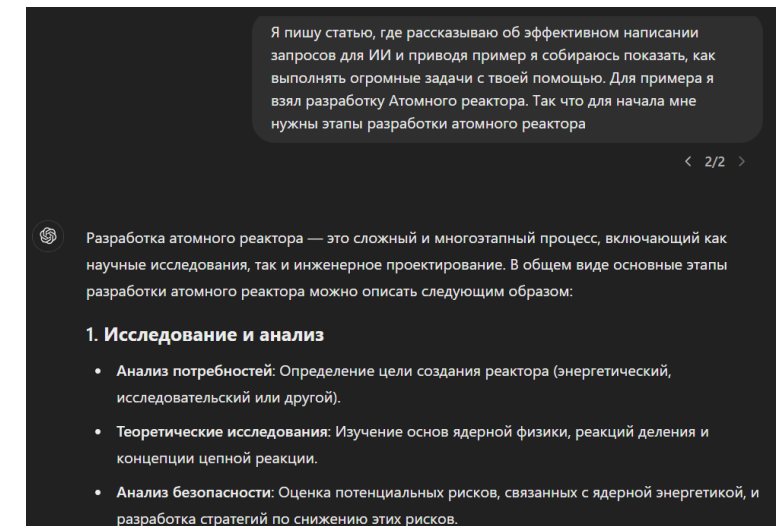 Я пишу статью, где рассказываю об эффективном написании
запросов для ИИ и приводя пример я собираюсь показать, как
выполнять огромные задачи с твоей помощью. Для примера я
взял разработку Атомного реактора. Так что для начала мне
нужны этапы разработки атомного реактора
< 2/2 >
Разработка атомного реактора — это сложный и многоэтапный процесс, включающий как
научные исследования, так и инженерное проектирование. В общем виде основные этапы
разработки атомного реактора можно описать следующим образом:
1. Исследование и анализ
• Анализ потребностей: Определение цели создания реактора (энергетический,
исследовательский или другой).
• Теоретические исследования: Изучение основ ядерной физики, реакций деления и
концепции цепной реакции.
• Анализ безопасности: Оценка потенциальных рисков, связанных с ядерной энергетикой, и
разработка стратегий по снижению этих рисков.